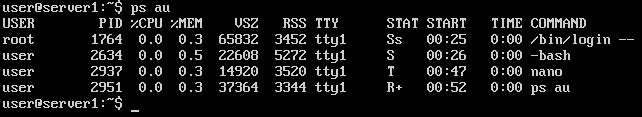 user@server1:~$ ps au
USER       PID %CPU %MEM    VSZ   RSS TTY      STAT START   TIME COMMAND
root      1764  0.0  0.3  65832  3452 tty1     Ss   00:25   0:00 /bin/login --
user      2634  0.0  0.5  22608  5272 tty1     S    00:26   0:00 -bash
user      2937  0.0  0.3  14920  3520 tty1     T    00:47   0:00 nano
user      2951  0.0  0.3  37364  3344 tty1     R+   00:52   0:00 ps au
user@server1:~$ _